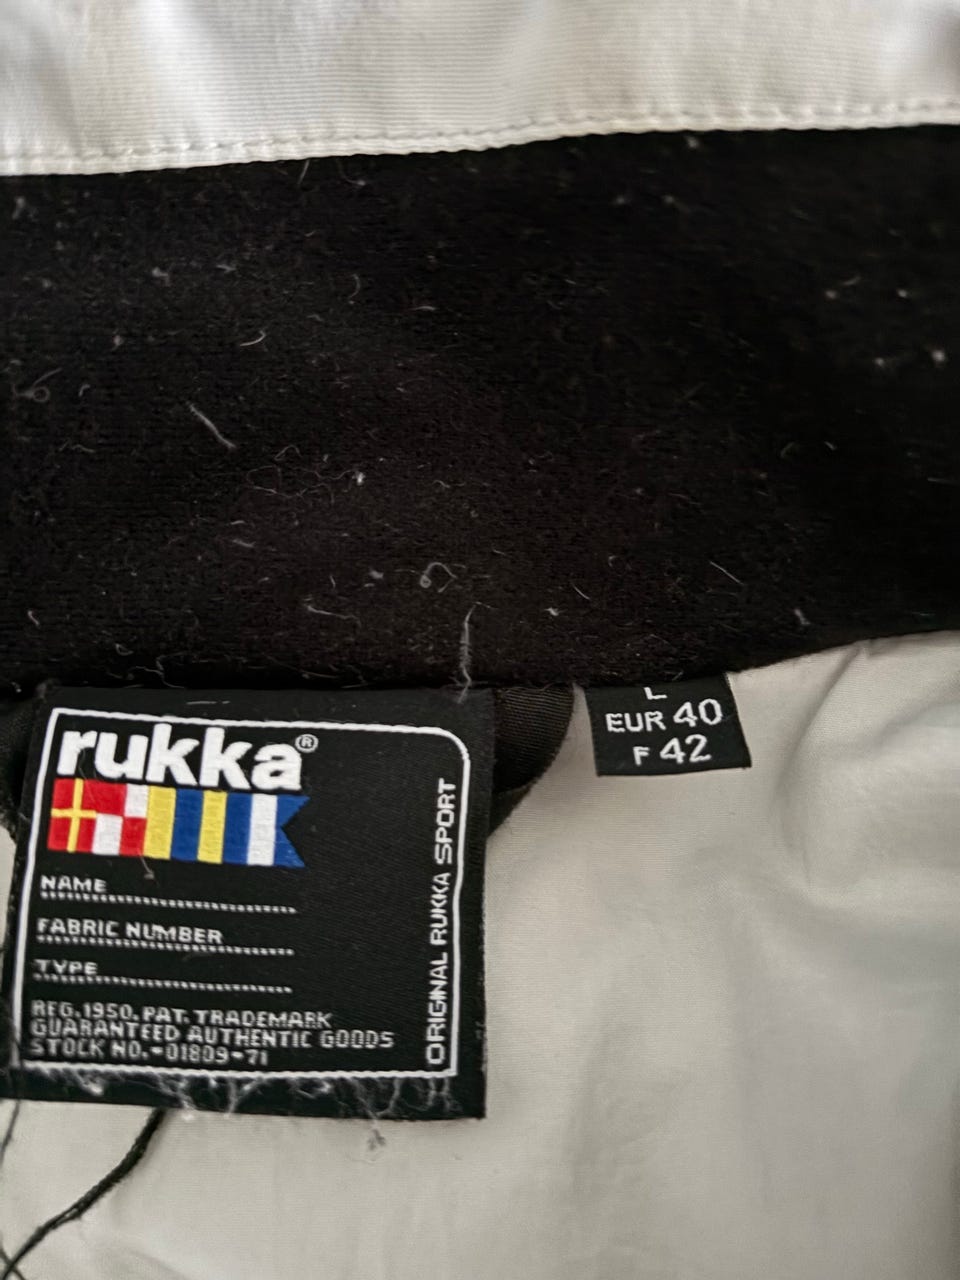 rukka®
NAME
FABRIC NUMBER
TYPE
REG.1950. PAT. TRADEMARK
GUARANTEED AUTHENTIC GOODS
STOCK NO.-01809-71
ORIGINAL RUKKA SPORT
L
EUR 40
F 42